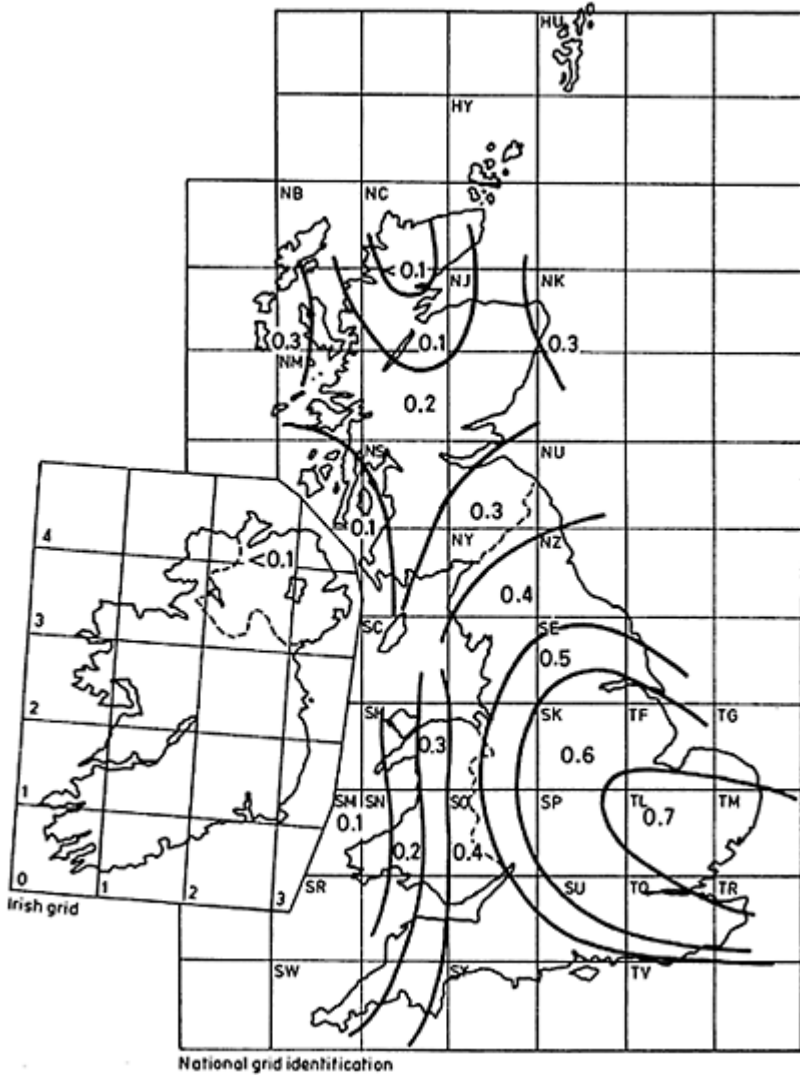 HU
HY
NB NC
<0.1
NJ NK
0.3 0.1 0.3
NM
0.2
NS NU
0.3
0.1
NY NZ
4
<0.1
0.4
3
SC SE
0.5
2
SH SK TF TG
0.3
0.6
1
SM SN SO SP TL TM
0.1 0.7
0.2 0.4
0 1 2 3
SR SU TQ TR
Irish grid
SW SY TV
National grid identification